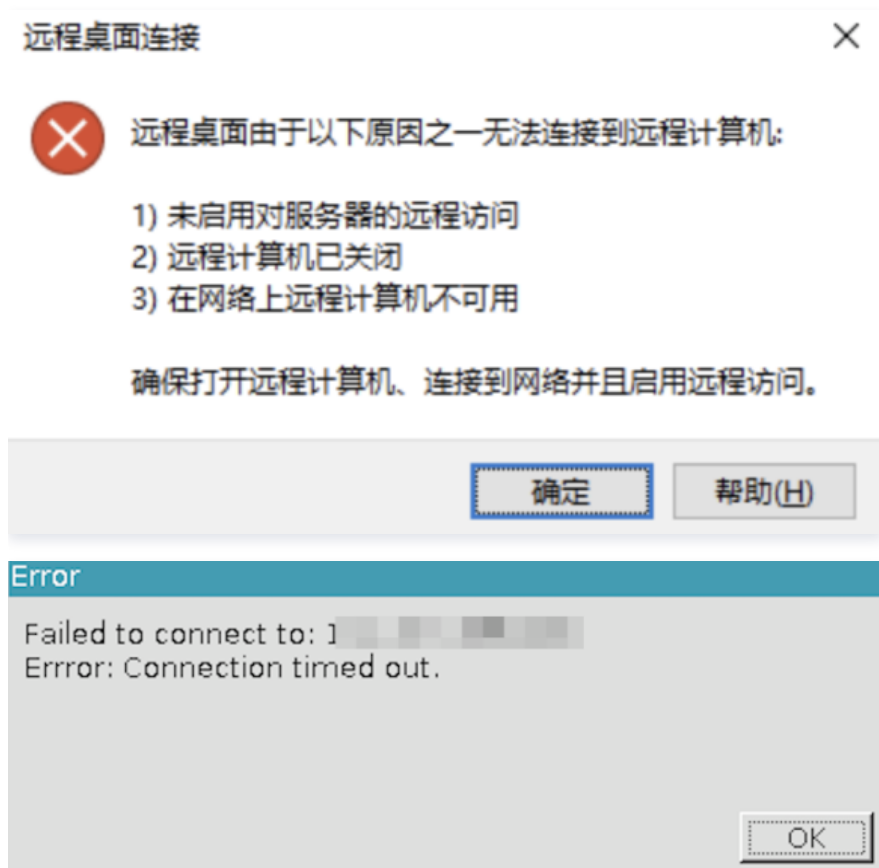 远程桌面连接
远程桌面由于以下原因之一无法连接到远程计算机:
1) 未启用对服务器的远程访问
2) 远程计算机已关闭
3) 在网络上远程计算机不可用
确保打开远程计算机、连接到网络并且启用远程访问。
确定
帮助(H)
Error
Failed to connect to:
Errror: Connection timed out.
OK